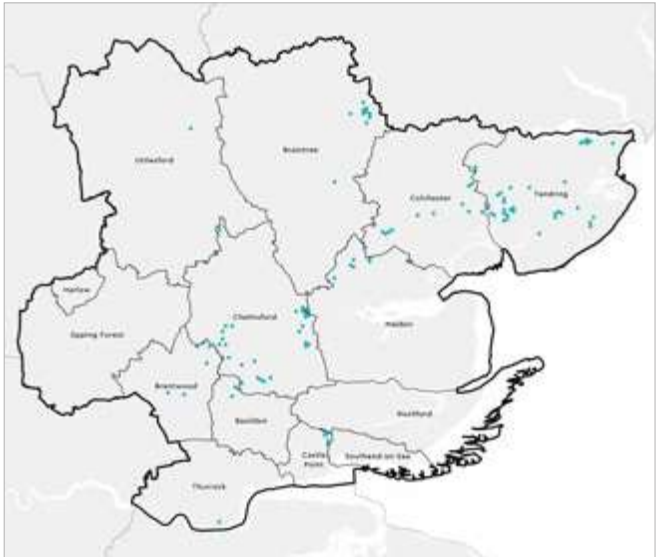 Uttlesford
Braintree
Colchester
Tendring
Harlow
Epping Forest
Chelmsford
Maldon
Brentwood
Basildon
Rochford
Castle
Point
Southend on Sea
Thurrock